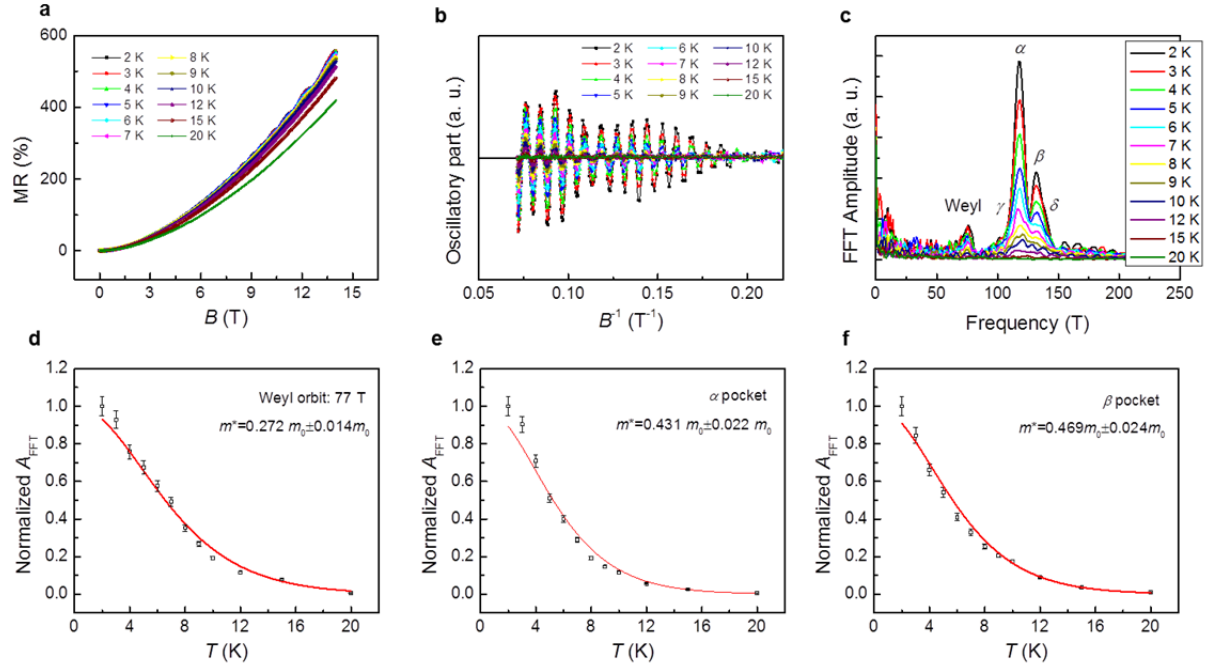 a
600
400
200
0
MR (%)
2 K
3 K
4 K
5 K
6 K
7 K
8 K
9 K
10 K
12 K
15 K
20 K
0 3 6 9 12 15
B (T)
b
Oscillatory part (a. u.)
2 K
3 K
4 K
5 K
6 K
7 K
8 K
9 K
10 K
12 K
15 K
20 K
0.05 0.10 0.15 0.20
B⁻¹ (T⁻¹)
c
FFT Amplitude (a. u.)
α
β
Weyl γ δ
2 K
3 K
4 K
5 K
6 K
7 K
8 K
9 K
10 K
12 K
15 K
20 K
0 50 100 150 200 250
Frequency (T)
d
1.2
1.0
0.8
0.6
0.4
0.2
0.0
Normalized A_FFT
Weyl orbit: 77 T
m*=0.272 m₀±0.014m₀
0 4 8 12 16 20
T (K)
e
1.2
1.0
0.8
0.6
0.4
0.2
0.0
Normalized A_FFT
α pocket
m*=0.431 m₀±0.022 m₀
0 4 8 12 16 20
T (K)
f
1.2
1.0
0.8
0.6
0.4
0.2
0.0
Normalized A_FFT
β pocket
m*=0.469m₀±0.024m₀
0 4 8 12 16 20
T (K)